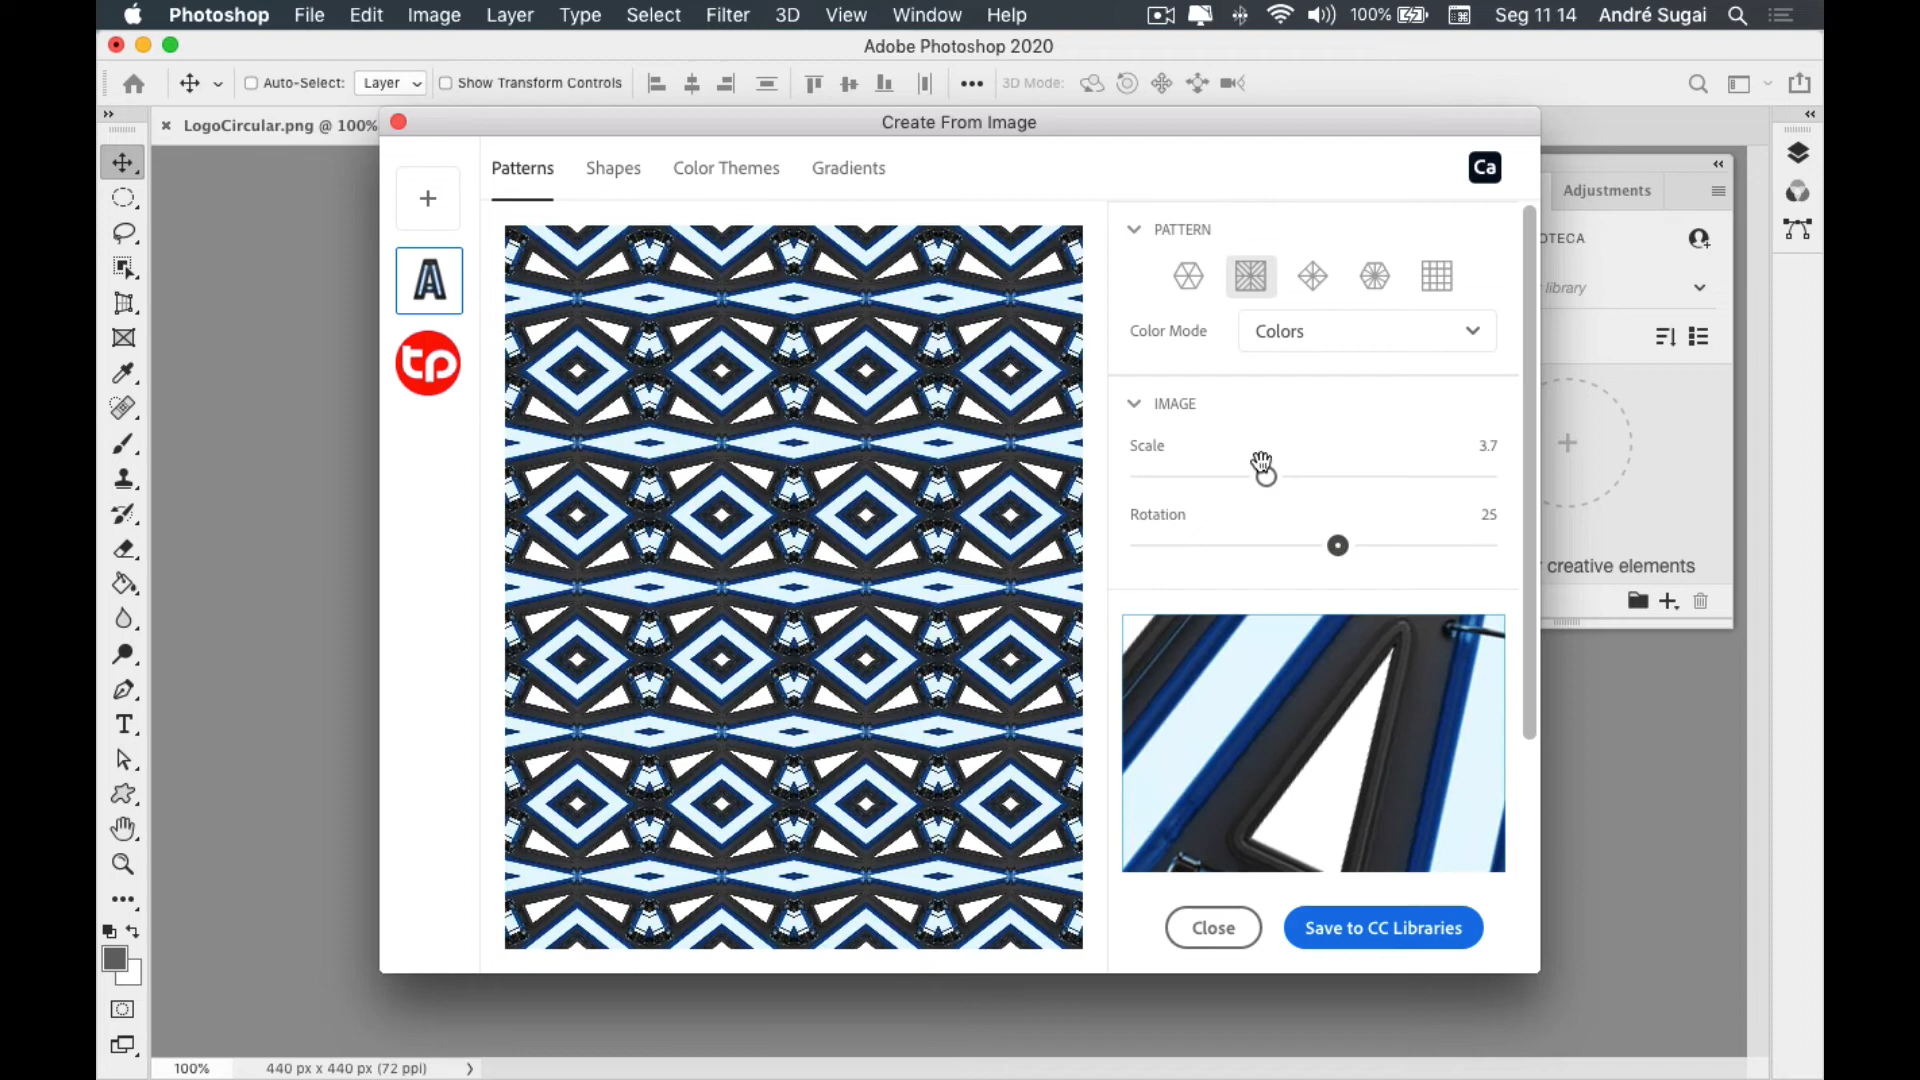 Photoshop File Edit Image Layer Type Select Filter 3D View Window Help 100% Seg 11 14 André Sugai
Adobe Photoshop 2020
Auto-Select: Layer Show Transform Controls 3D Mode:
LogoCircular.png @ 100%
Create From Image
Patterns Shapes Color Themes Gradients Ca
Adjustments
PATTERN
OTECA
library
Color Mode Colors
tp
A
IMAGE
Scale 3.7
Rotation 25
creative elements
Close Save to CC Libraries
100% 440 px x 440 px (72 ppi)